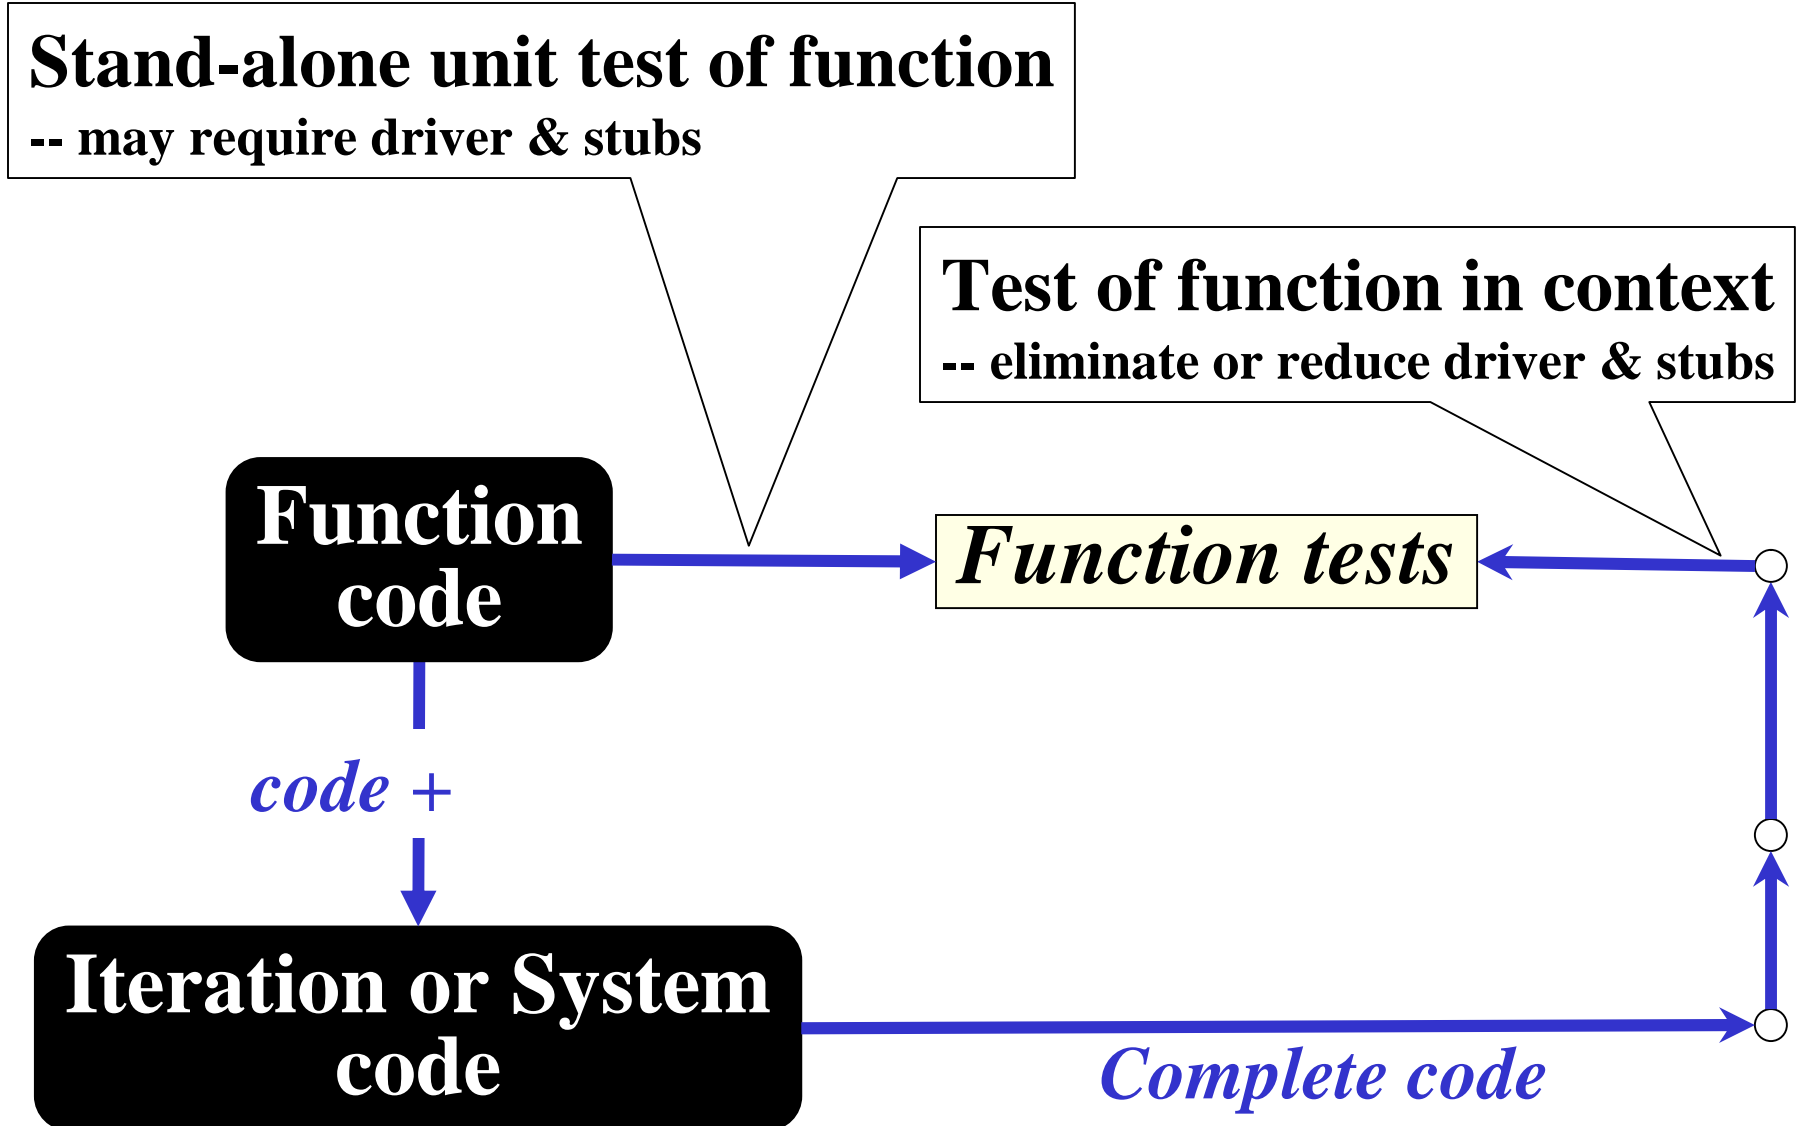 Stand-alone unit test of function
-- may require driver & stubs
Test of function in context
-- eliminate or reduce driver & stubs
Function
code
Function tests
code +
Iteration or System
code
Complete code